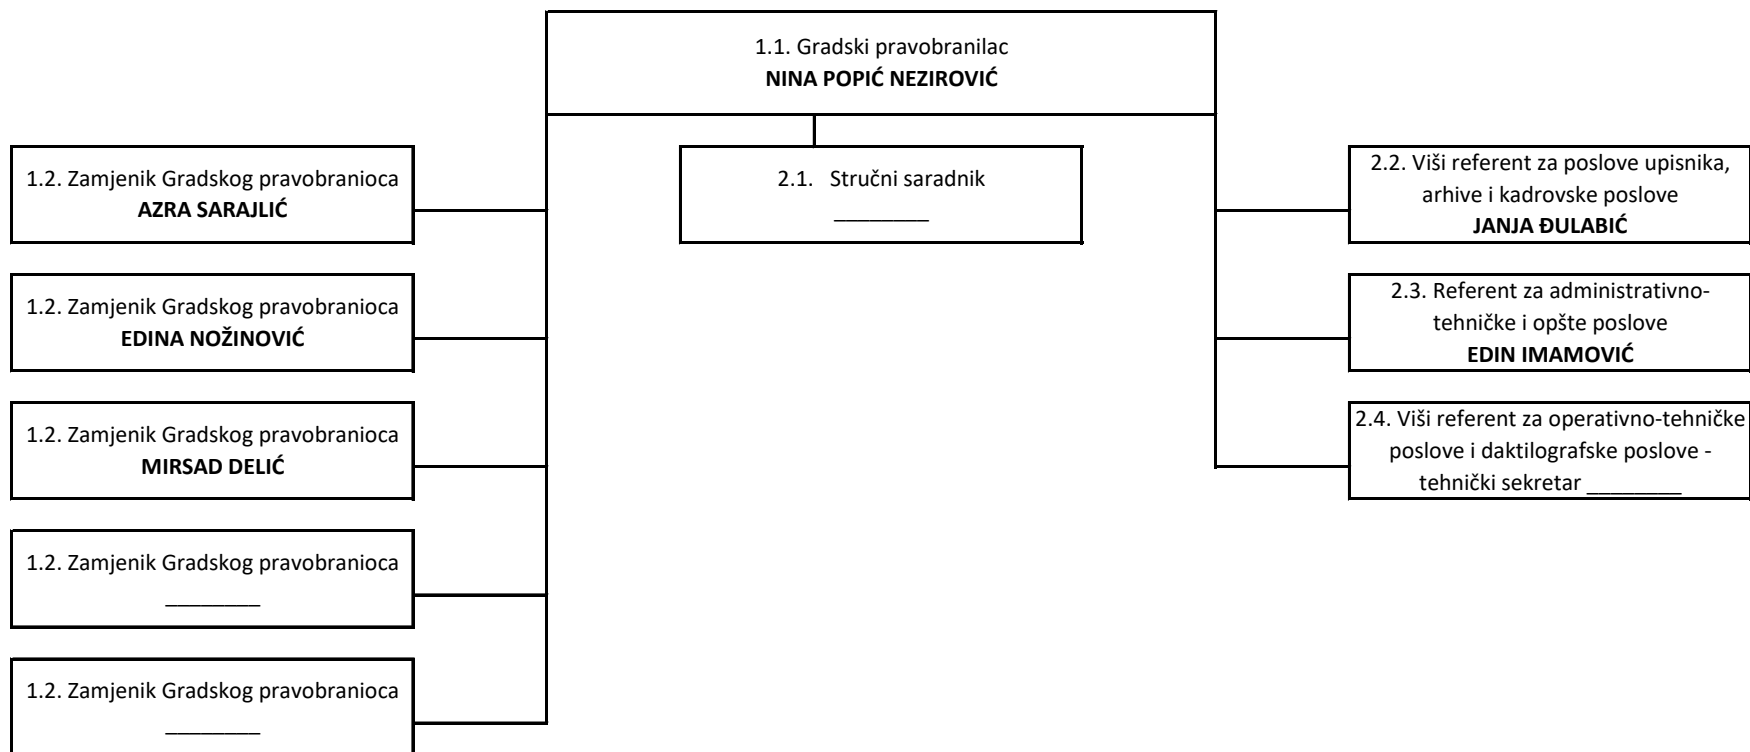 1.1. Gradski pravobranilac
NINA POPIĆ NEZIROVIĆ
1.2. Zamjenik Gradskog pravobranioca
AZRA SARAJLIĆ
2.1. Stručni saradnik
________
2.2. Viši referent za poslove upisnika,
arhive i kadrovske poslove
JANJA ĐULABIĆ
1.2. Zamjenik Gradskog pravobranioca
EDINA NOŽINOVIĆ
2.3. Referent za administrativno-
tehničke i opšte poslove
EDIN IMAMOVIĆ
1.2. Zamjenik Gradskog pravobranioca
MIRSAD DELIĆ
2.4. Viši referent za operativno-tehničke
poslove i daktilografske poslove -
tehnički sekretar ________
1.2. Zamjenik Gradskog pravobranioca
________
1.2. Zamjenik Gradskog pravobranioca
________